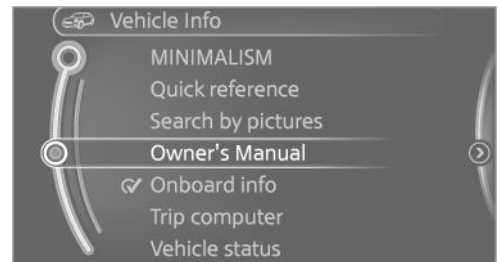 Vehicle Info
MINIMALISM
Quick reference
Search by pictures
Owner's Manual
Onboard info
Trip computer
Vehicle status